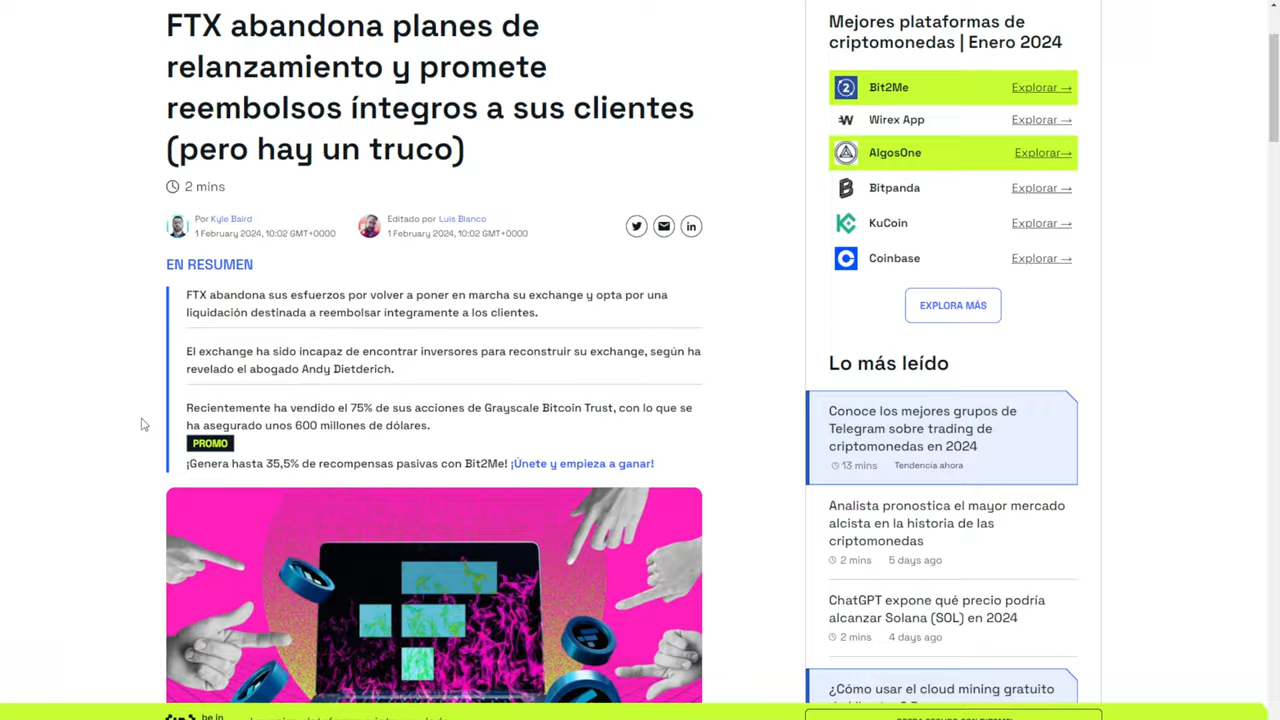 FTX abandona planes de
relanzamiento y promete
reembolsos íntegros a sus clientes
(pero hay un truco)
2 mins
Por Kyle Baird
1 February 2024, 10:02 GMT+0000
Editado por Luis Blanco
1 February 2024, 10:02 GMT+0000
EN RESUMEN
FTX abandona sus esfuerzos por volver a poner en marcha su exchange y opta por una
liquidación destinada a reembolsar íntegramente a los clientes.
El exchange ha sido incapaz de encontrar inversores para reconstruir su exchange, según ha
revelado el abogado Andy Dietderich.
Recientemente ha vendido el 75% de sus acciones de Grayscale Bitcoin Trust, con lo que se
ha asegurado unos 600 millones de dólares.
PROMO
¡Genera hasta 35,5% de recompensas pasivas con Bit2Me! ¡Únete y empieza a ganar!
Mejores plataformas de
criptomonedas | Enero 2024
Bit2Me Explorar →
Wirex App Explorar →
AlgosOne Explorar→
Bitpanda Explorar →
KuCoin Explorar →
Coinbase Explorar →
EXPLORA MÁS
Lo más leído
Conoce los mejores grupos de
Telegram sobre trading de
criptomonedas en 2024
13 mins Tendencia ahora
Analista pronostica el mayor mercado
alcista en la historia de las
criptomonedas
2 mins 5 days ago
ChatGPT expone qué precio podría
alcanzar Solana (SOL) en 2024
2 mins 4 days ago
¿Cómo usar el cloud mining gratuito
be in